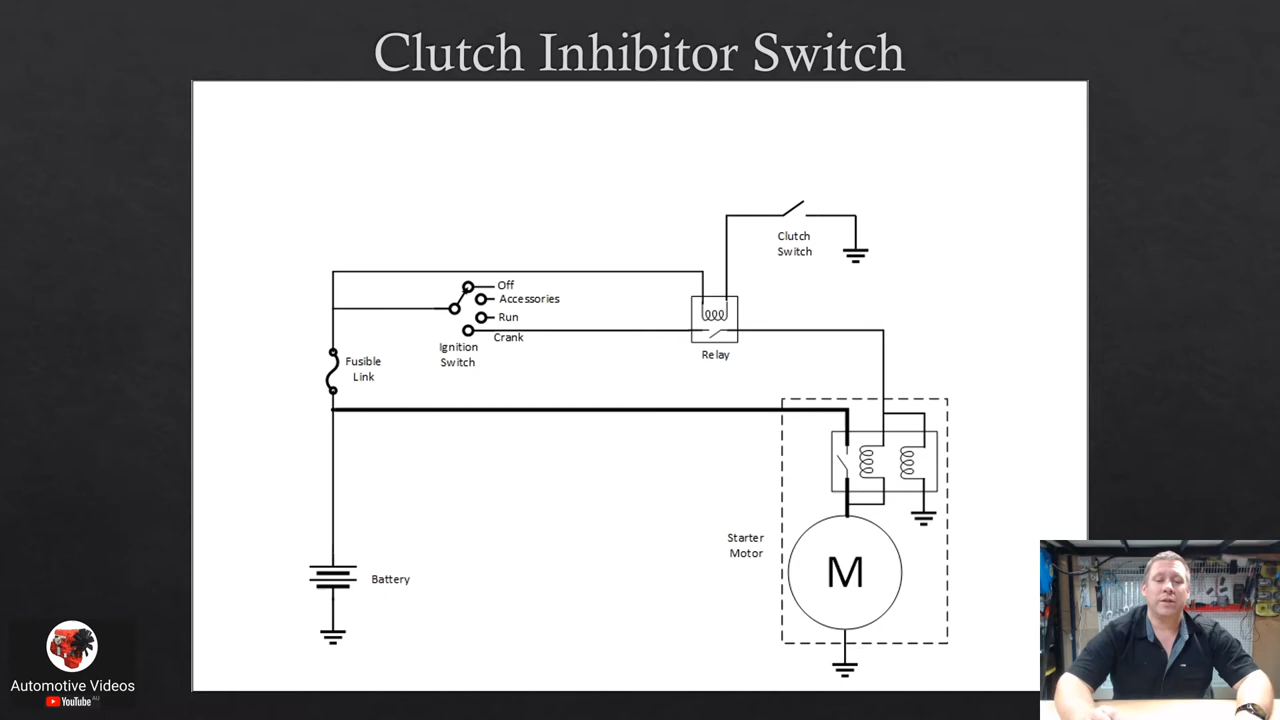 Clutch Inhibitor Switch
Clutch
Switch
Off
Accessories
Run
Crank
Ignition
Switch
Relay
Fusible
Link
Starter
Motor
M
Battery
Automotive Videos
YouTube AU